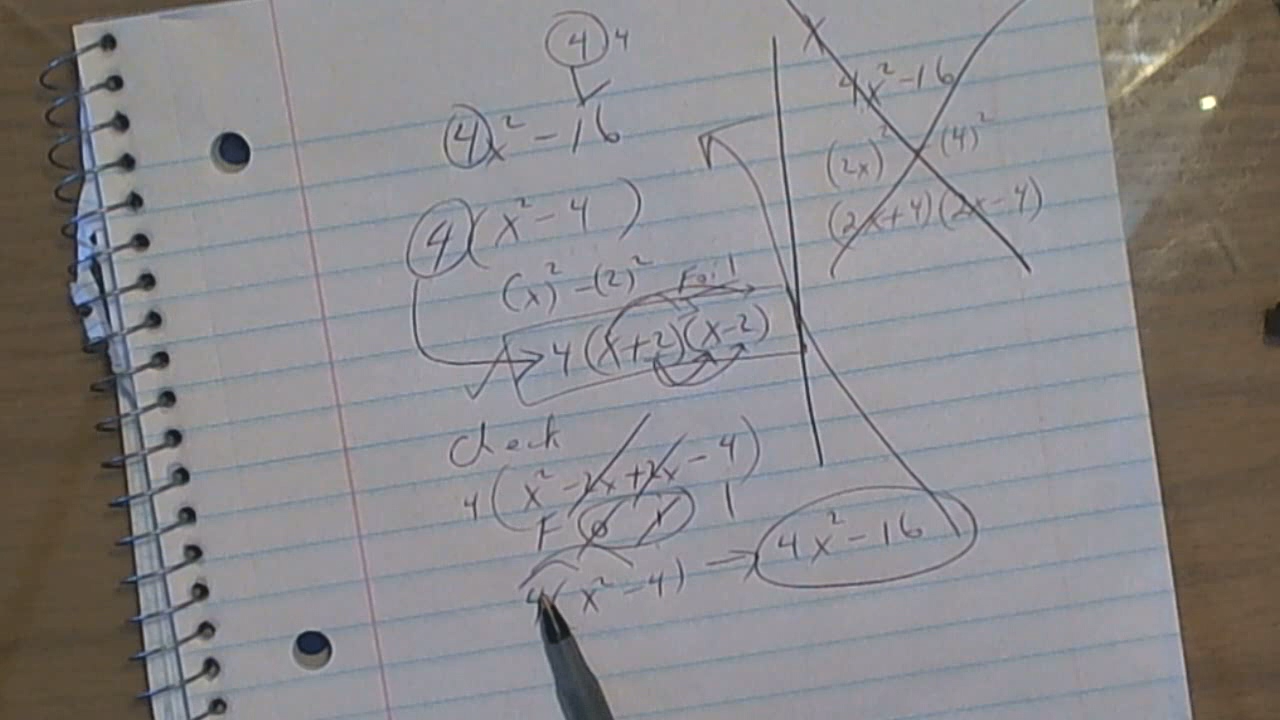 4 4
4x² - 16
4(x² - 4)
(x)² - (2)²
Foil
4(x+2)(x-2)
Check
4(x² - 2x + 2x - 4)
F O I L
4(x² - 4) → 4x² - 16
4x² - 16
(2x)² (4)²
(2x+4)(2x-4)